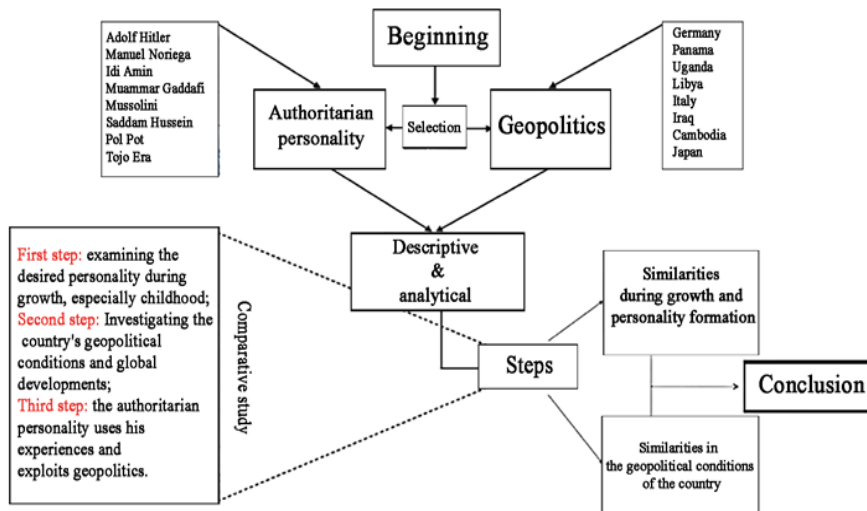 Adolf Hitler
Manuel Noriega
Idi Amin
Muammar Gaddafi
Mussolini
Saddam Hussein
Pol Pot
Tojo Era
Beginning
Germany
Panama
Uganda
Libya
Italy
Iraq
Cambodia
Japan
Authoritarian
personality
Selection
Geopolitics
Descriptive
&
analytical
First step: examining the
desired personality during
growth, especially childhood;
Second step: Investigating the
country's geopolitical
conditions and global
developments;
Third step: the authoritarian
personality uses his
experiences and
exploits geopolitics.
Comparative study
Steps
Similarities
during growth and
personality formation
Conclusion
Similarities in
the geopolitical conditions
of the country